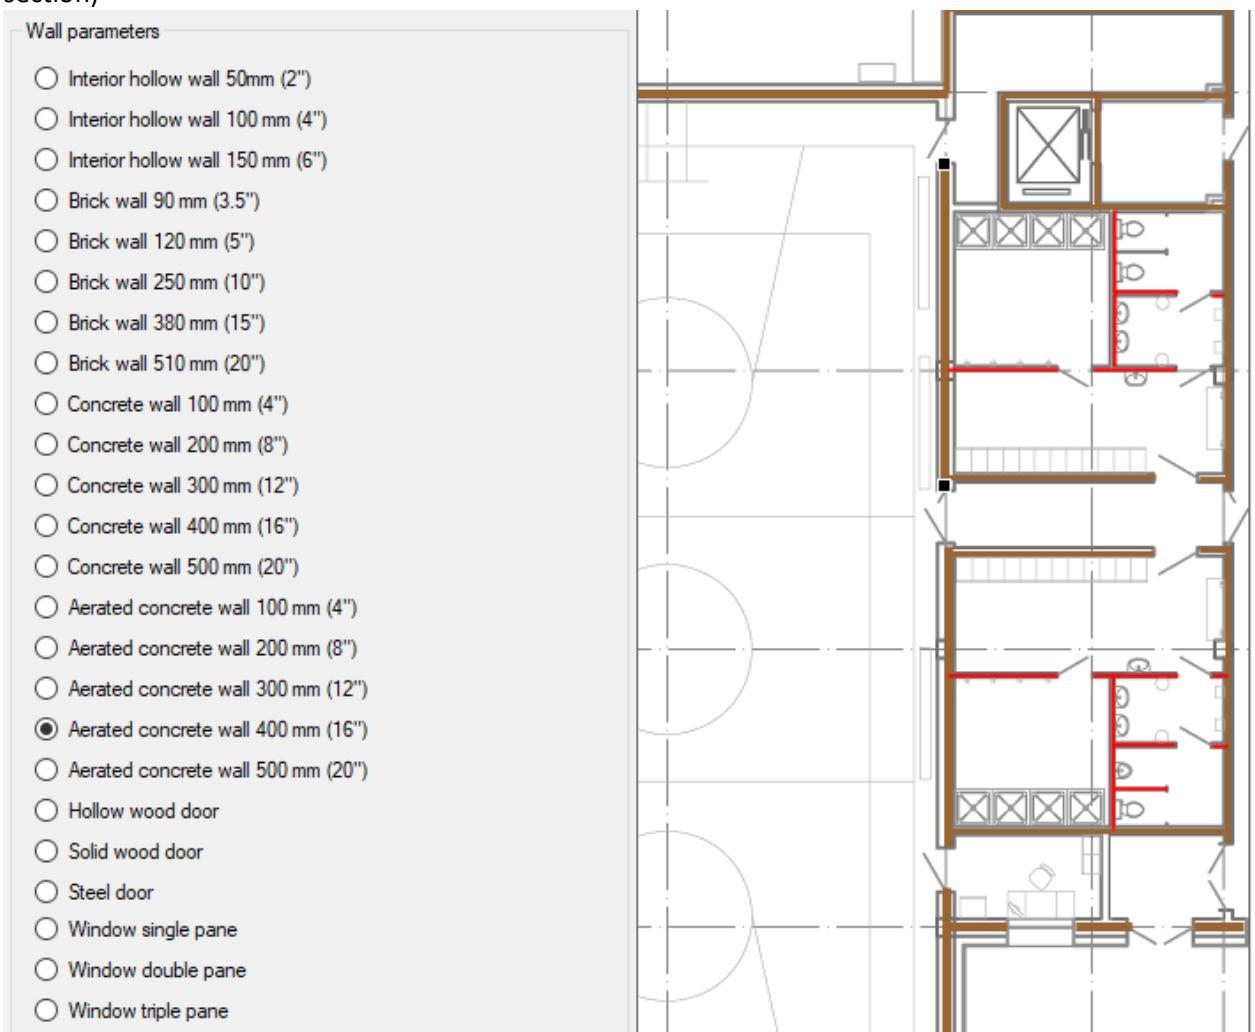 section)
Wall parameters
Interior hollow wall 50mm (2")
Interior hollow wall 100 mm (4")
Interior hollow wall 150 mm (6")
Brick wall 90 mm (3.5")
Brick wall 120 mm (5")
Brick wall 250 mm (10")
Brick wall 380 mm (15")
Brick wall 510 mm (20")
Concrete wall 100 mm (4")
Concrete wall 200 mm (8")
Concrete wall 300 mm (12")
Concrete wall 400 mm (16")
Concrete wall 500 mm (20")
Aerated concrete wall 100 mm (4")
Aerated concrete wall 200 mm (8")
Aerated concrete wall 300 mm (12")
Aerated concrete wall 400 mm (16")
Aerated concrete wall 500 mm (20")
Hollow wood door
Solid wood door
Steel door
Window single pane
Window double pane
Window triple pane